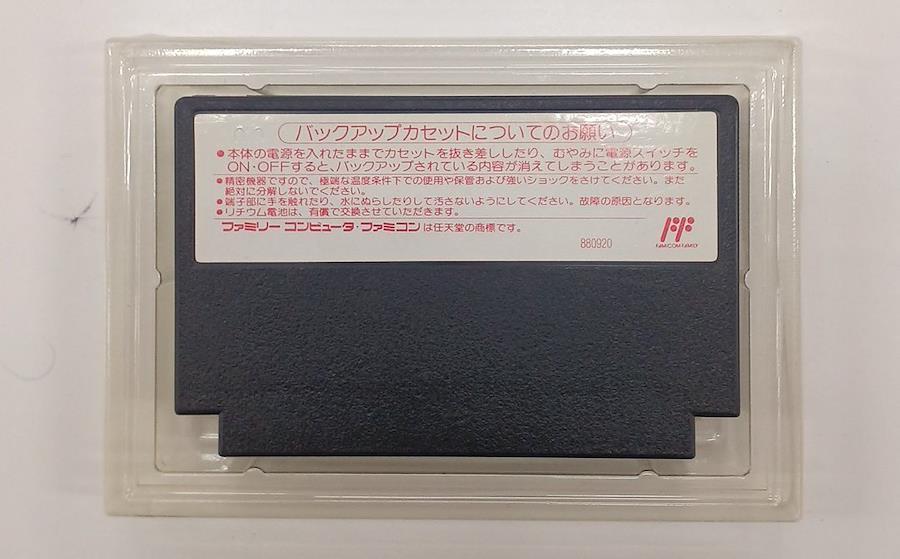 バックアップカセットについてのお願い
●本体の電源を入れたままでカセットを抜き差ししたり、むやみに電源スイッチを
ON・OFFすると、バックアップされている内容が消えてしまうことがあります。
●精密機器ですので、極端な温度条件下での使用や保管および強いショックをさけてください。また
絶対に分解しないでください。
●端子部に手を触れたり、水にぬらしたりして汚さないようにしてください。故障の原因となります。
●リチウム電池は、有償で交換させていただきます。
ファミリーコンピュータ・ファミコンは任天堂の商標です。
880920
FAMICOM FAMILY